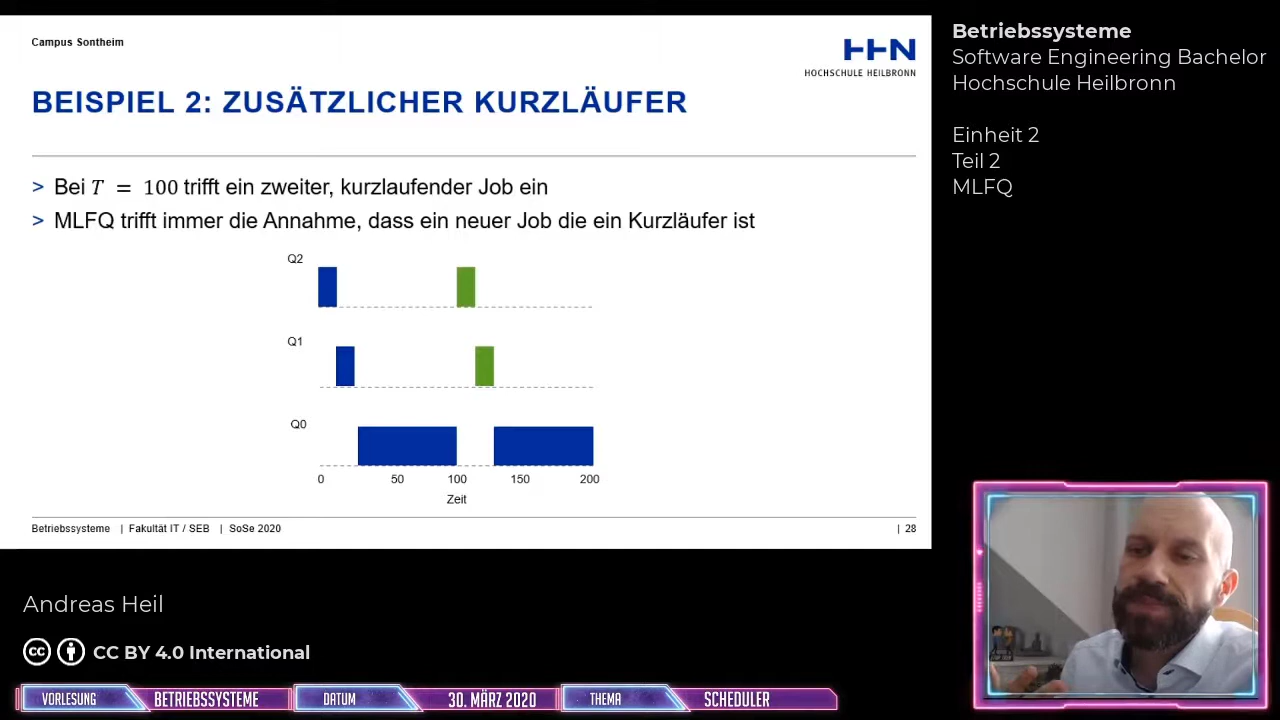 Campus Sontheim
HHN
HOCHSCHULE HEILBRONN
BEISPIEL 2: ZUSÄTZLICHER KURZLÄUFER
> Bei T = 100 trifft ein zweiter, kurzlaufender Job ein
> MLFQ trifft immer die Annahme, dass ein neuer Job die ein Kurzläufer ist
Q2
Q1
Q0
0 50 100 150 200
Zeit
Betriebssysteme | Fakultät IT / SEB | SoSe 2020 | 28
Betriebssysteme
Software Engineering Bachelor
Hochschule Heilbronn
Einheit 2
Teil 2
MLFQ
Andreas Heil
cc CC BY 4.0 International
VORLESUNG BETRIEBSSYSTEME DATUM 30. MÄRZ 2020 THEMA SCHEDULER